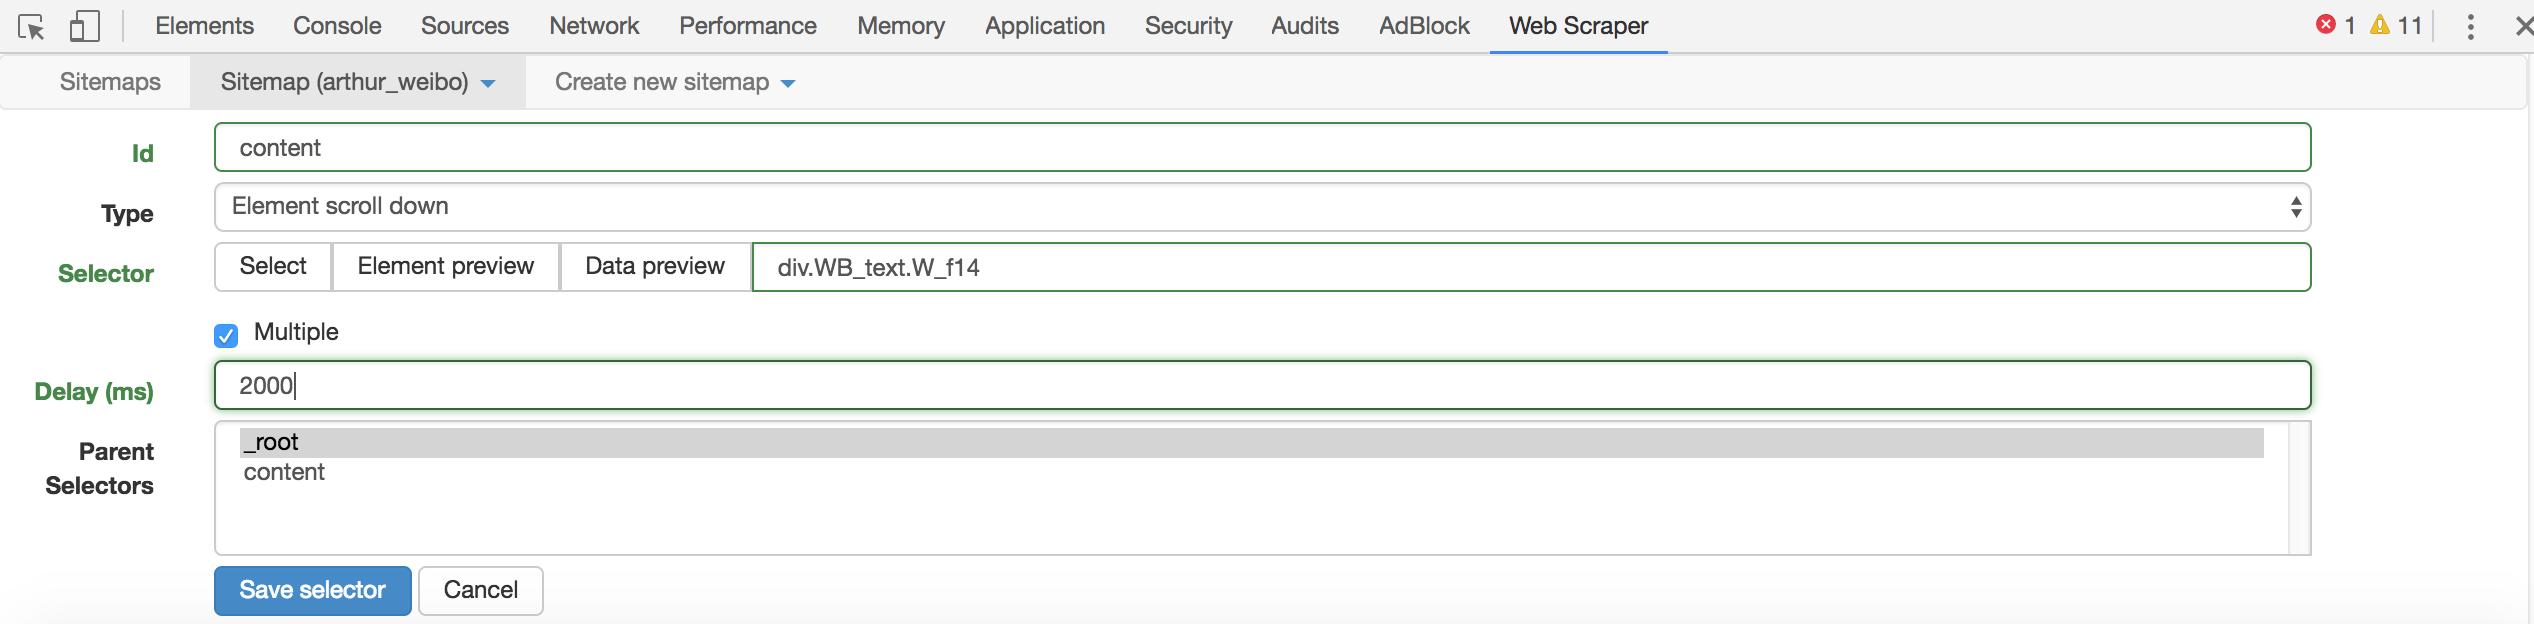 Elements Console Sources Network Performance Memory Application Security Audits AdBlock Web Scraper 1 11
Sitemaps Sitemap (arthur_weibo) Create new sitemap
Id content
Type Element scroll down
Selector Select Element preview Data preview div.WB_text.W_f14
Multiple
Delay (ms) 2000
Parent Selectors _root
content
Save selector Cancel